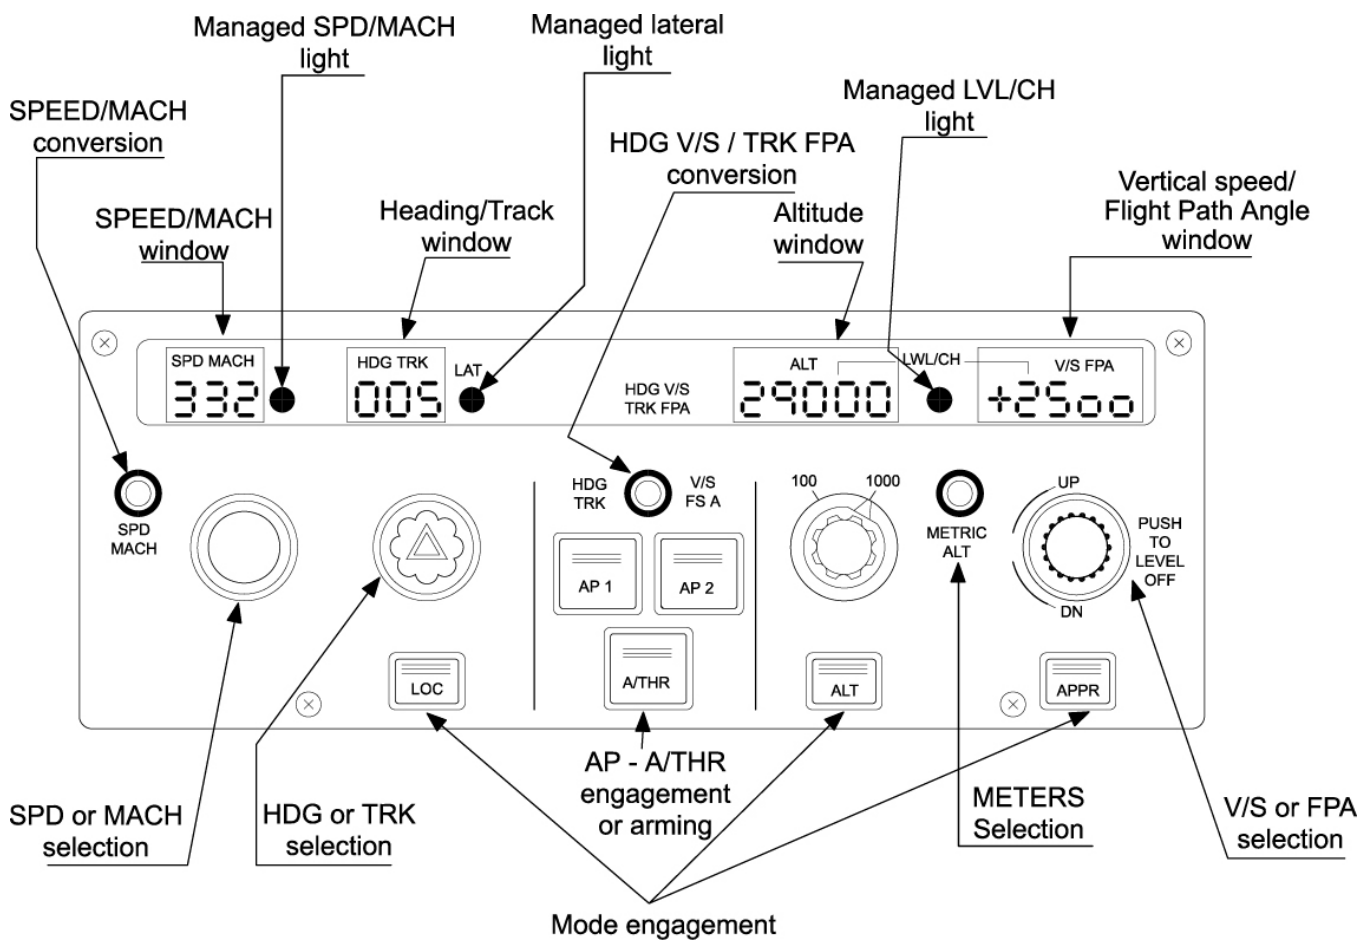 Managed SPD/MACH
light
Managed lateral
light
Managed LVL/CH
light
SPEED/MACH
conversion
HDG V/S / TRK FPA
conversion
Vertical speed/
Flight Path Angle
window
SPEED/MACH
window
Heading/Track
window
Altitude
window
SPD MACH
332
HDG TRK
005
LAT
HDG V/S
TRK FPA
ALT
29000
LWL/CH
V/S FPA
+2500
SPD
MACH
HDG
TRK
V/S
FS A
100
1000
METRIC
ALT
UP
DN
PUSH
TO
LEVEL
OFF
AP 1
AP 2
LOC
A/THR
ALT
APPR
SPD or MACH
selection
HDG or TRK
selection
AP - A/THR
engagement
or arming
METERS
Selection
V/S or FPA
selection
Mode engagement